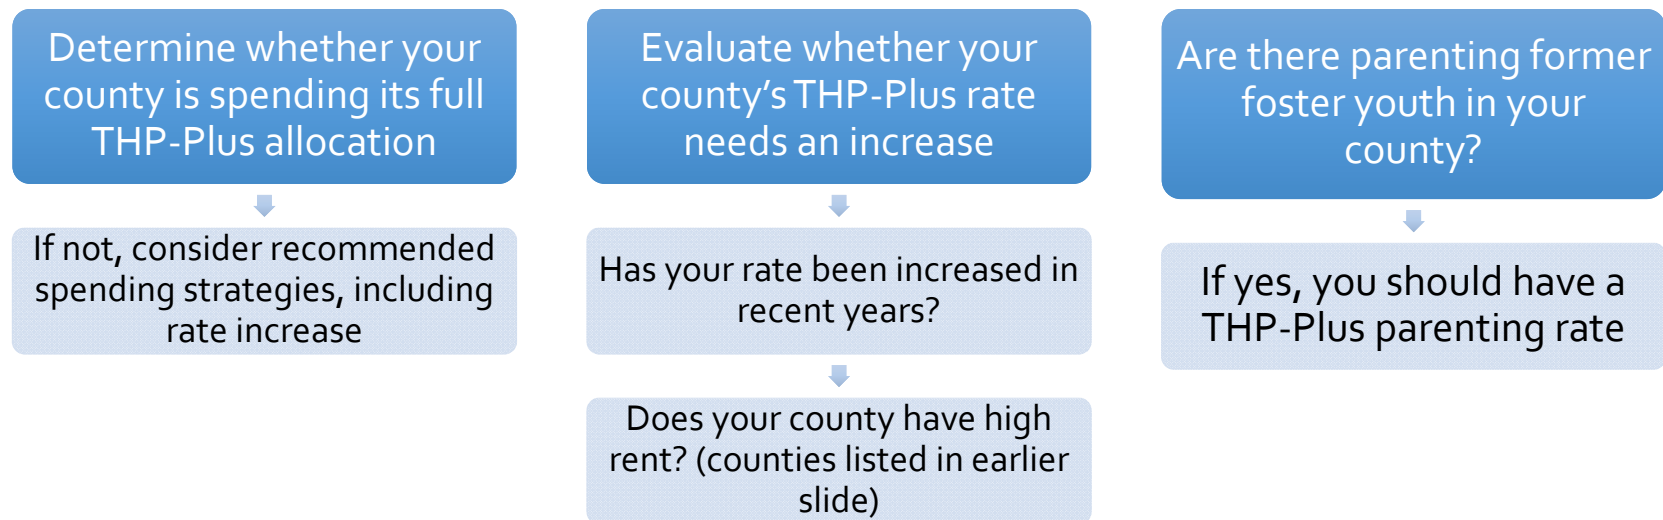 Determine whether your
county is spending its full
THP-Plus allocation
If not, consider recommended
spending strategies, including
rate increase
Evaluate whether your
county's THP-Plus rate
needs an increase
Has your rate been increased in
recent years?
Does your county have high
rent? (counties listed in earlier
slide)
Are there parenting former
foster youth in your
county?
If yes, you should have a
THP-Plus parenting rate